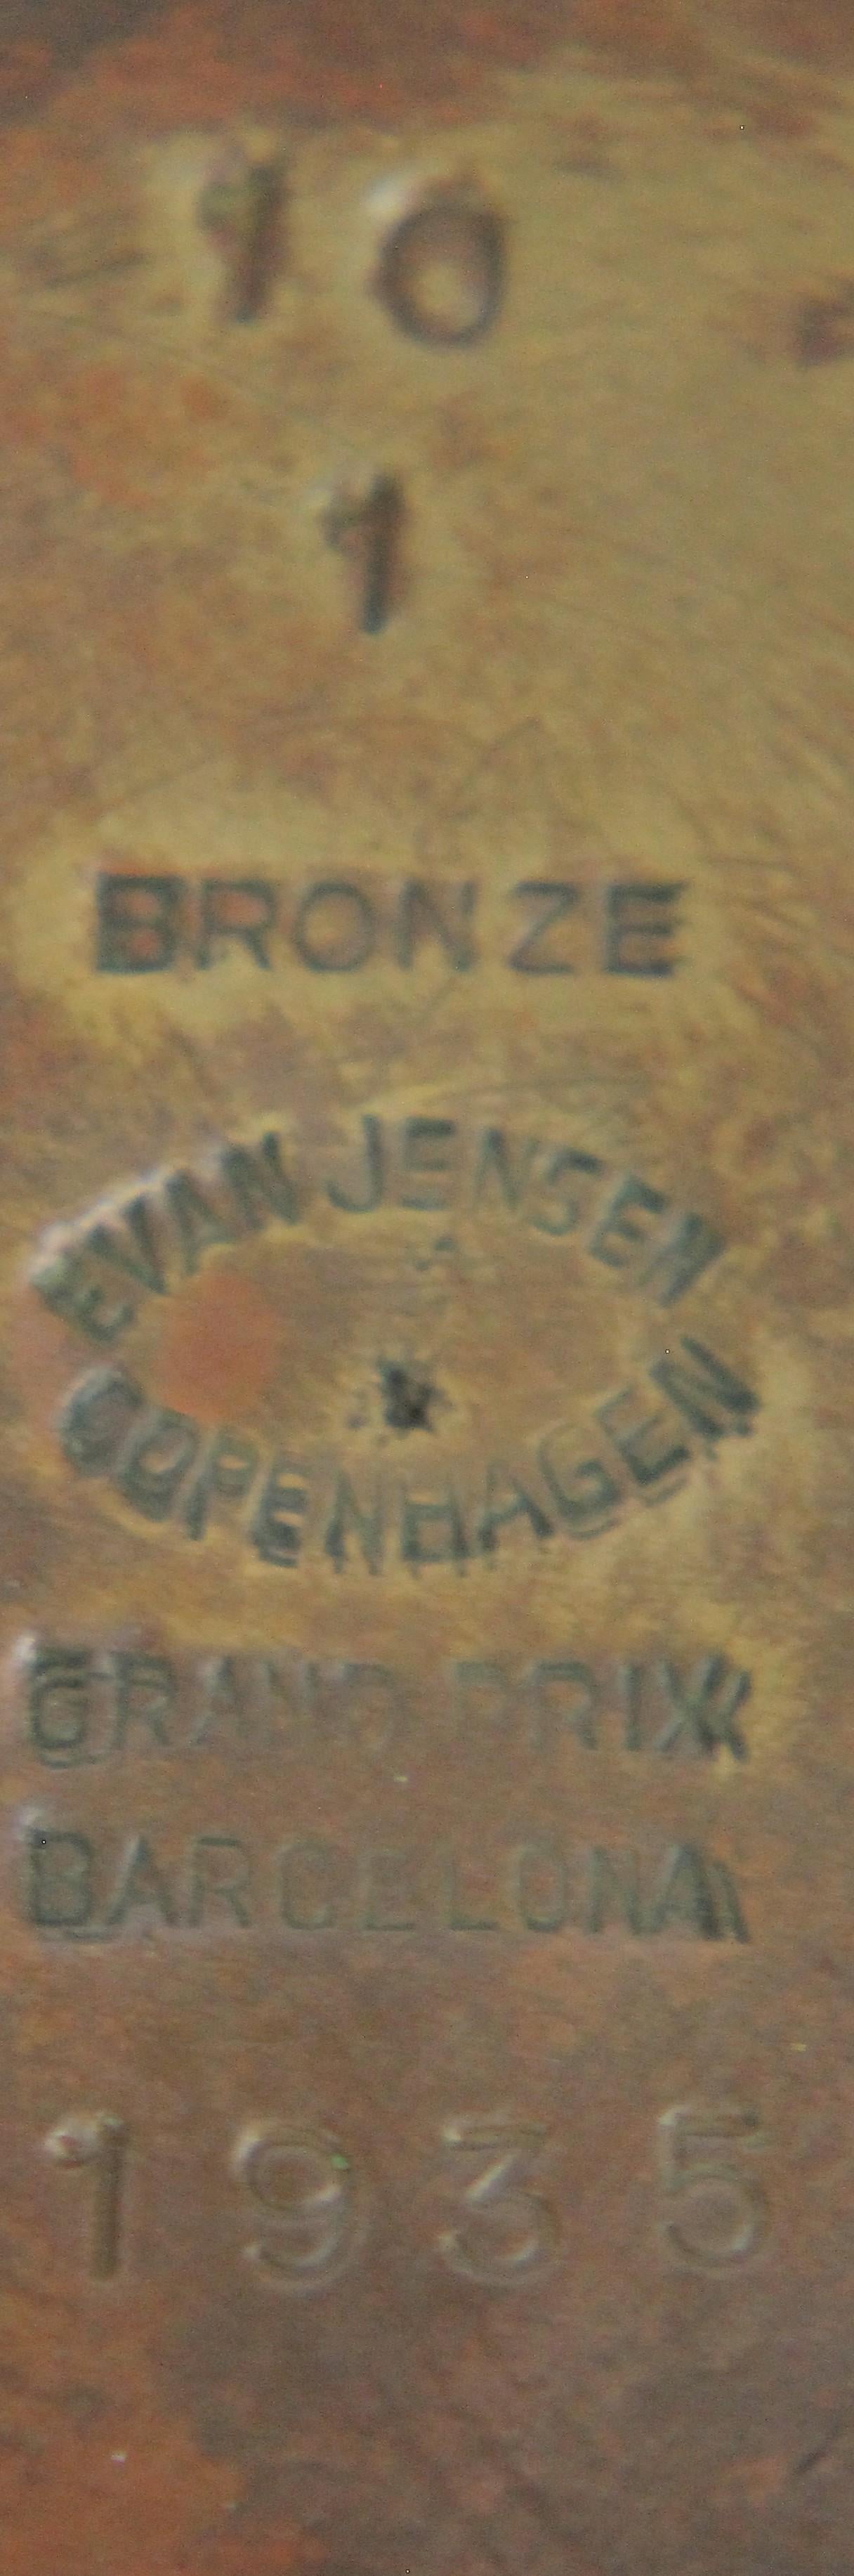 10
1
BRONZE
EVAN JENSEN
COPENHAGEN
GRAND PRIX
BARCELONA
1935